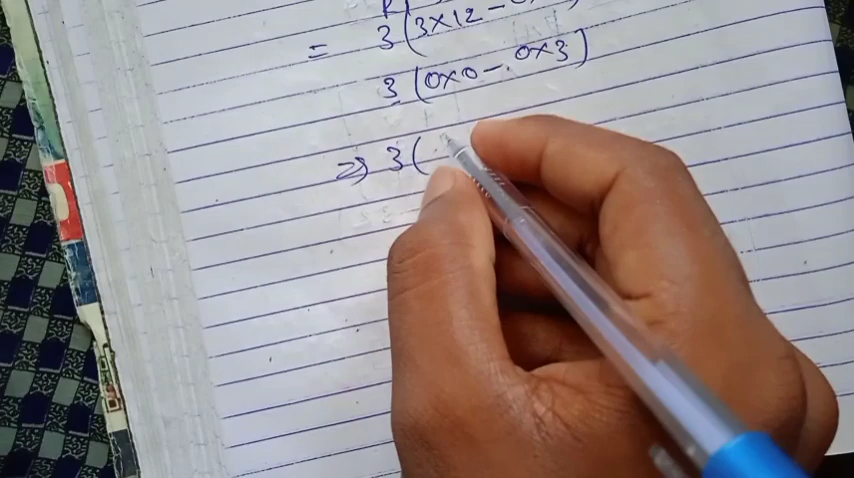 = 3(3×12-
3(0×0-0×3)
⇒ 3(